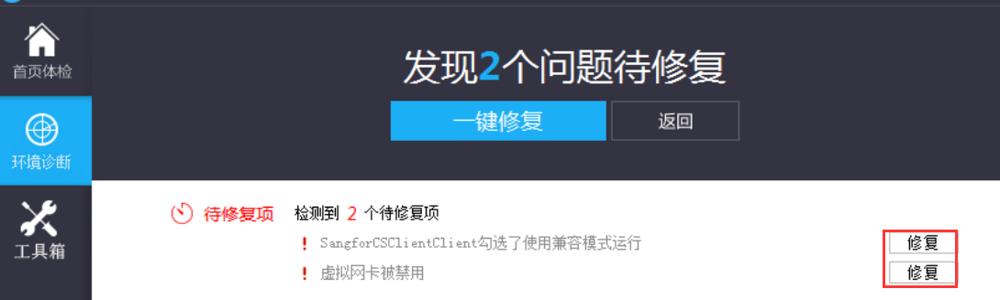 首页体检
环境诊断
工具箱
发现2个问题待修复
一键修复 返回
待修复项 检测到 2 个待修复项
! SangforCSClientClient勾选了使用兼容模式运行 修复
! 虚拟网卡被禁用 修复